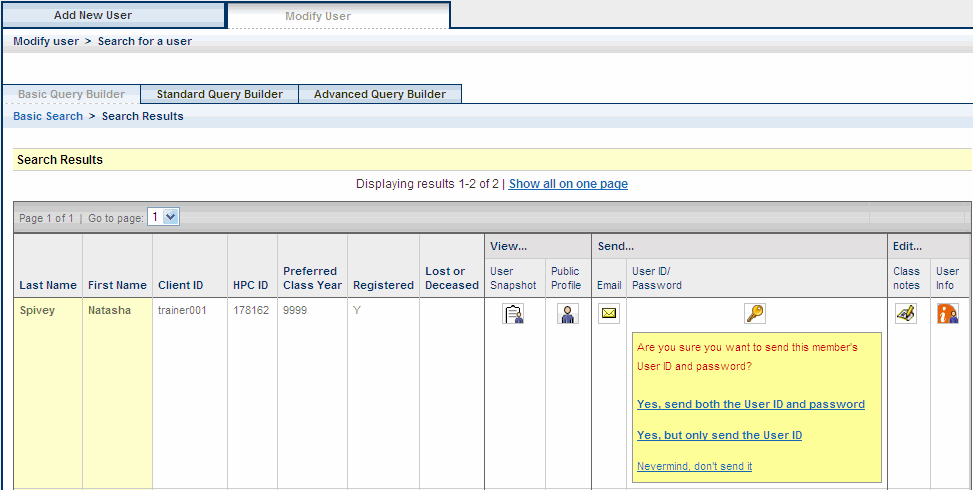 Add New User
Modify User
Modify user > Search for a user
Basic Query Builder
Standard Query Builder
Advanced Query Builder
Basic Search > Search Results
Search Results
Displaying results 1-2 of 2 | Show all on one page
Page 1 of 1 | Go to page: 1
View...
Send...
Edit...
Last Name
First Name
Client ID
HPC ID
Preferred
Class Year
Registered
Lost or
Deceased
User
Snapshot
Public
Profile
Email
User ID/
Password
Class
notes
User
Info
Spivey
Natasha
trainer001
178162
9999
Y
Are you sure you want to send this member's
User ID and password?
Yes, send both the User ID and password
Yes, but only send the User ID
Nevermind, don't send it